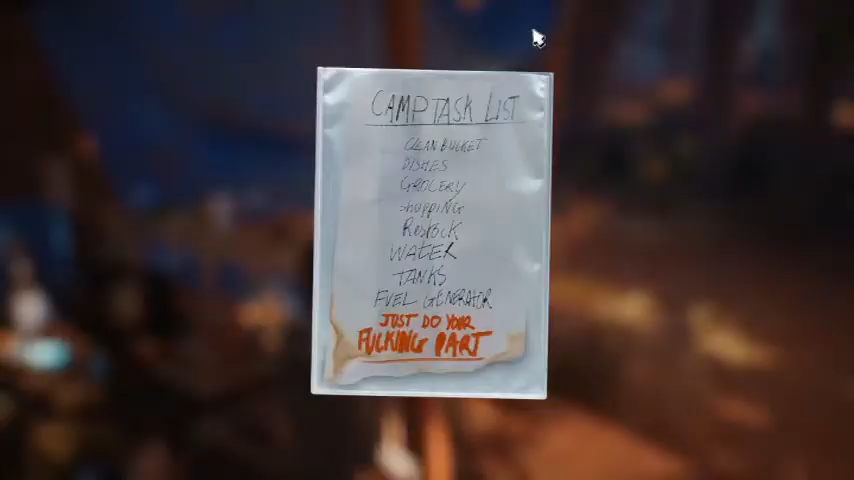 CAMP TASK LIST
CLEAN BUCKET
DISHES
GROCERY
shopping
Restock
WATER
TANKS
FUEL GENERATOR
JUST DO YOUR
FUCKING PART